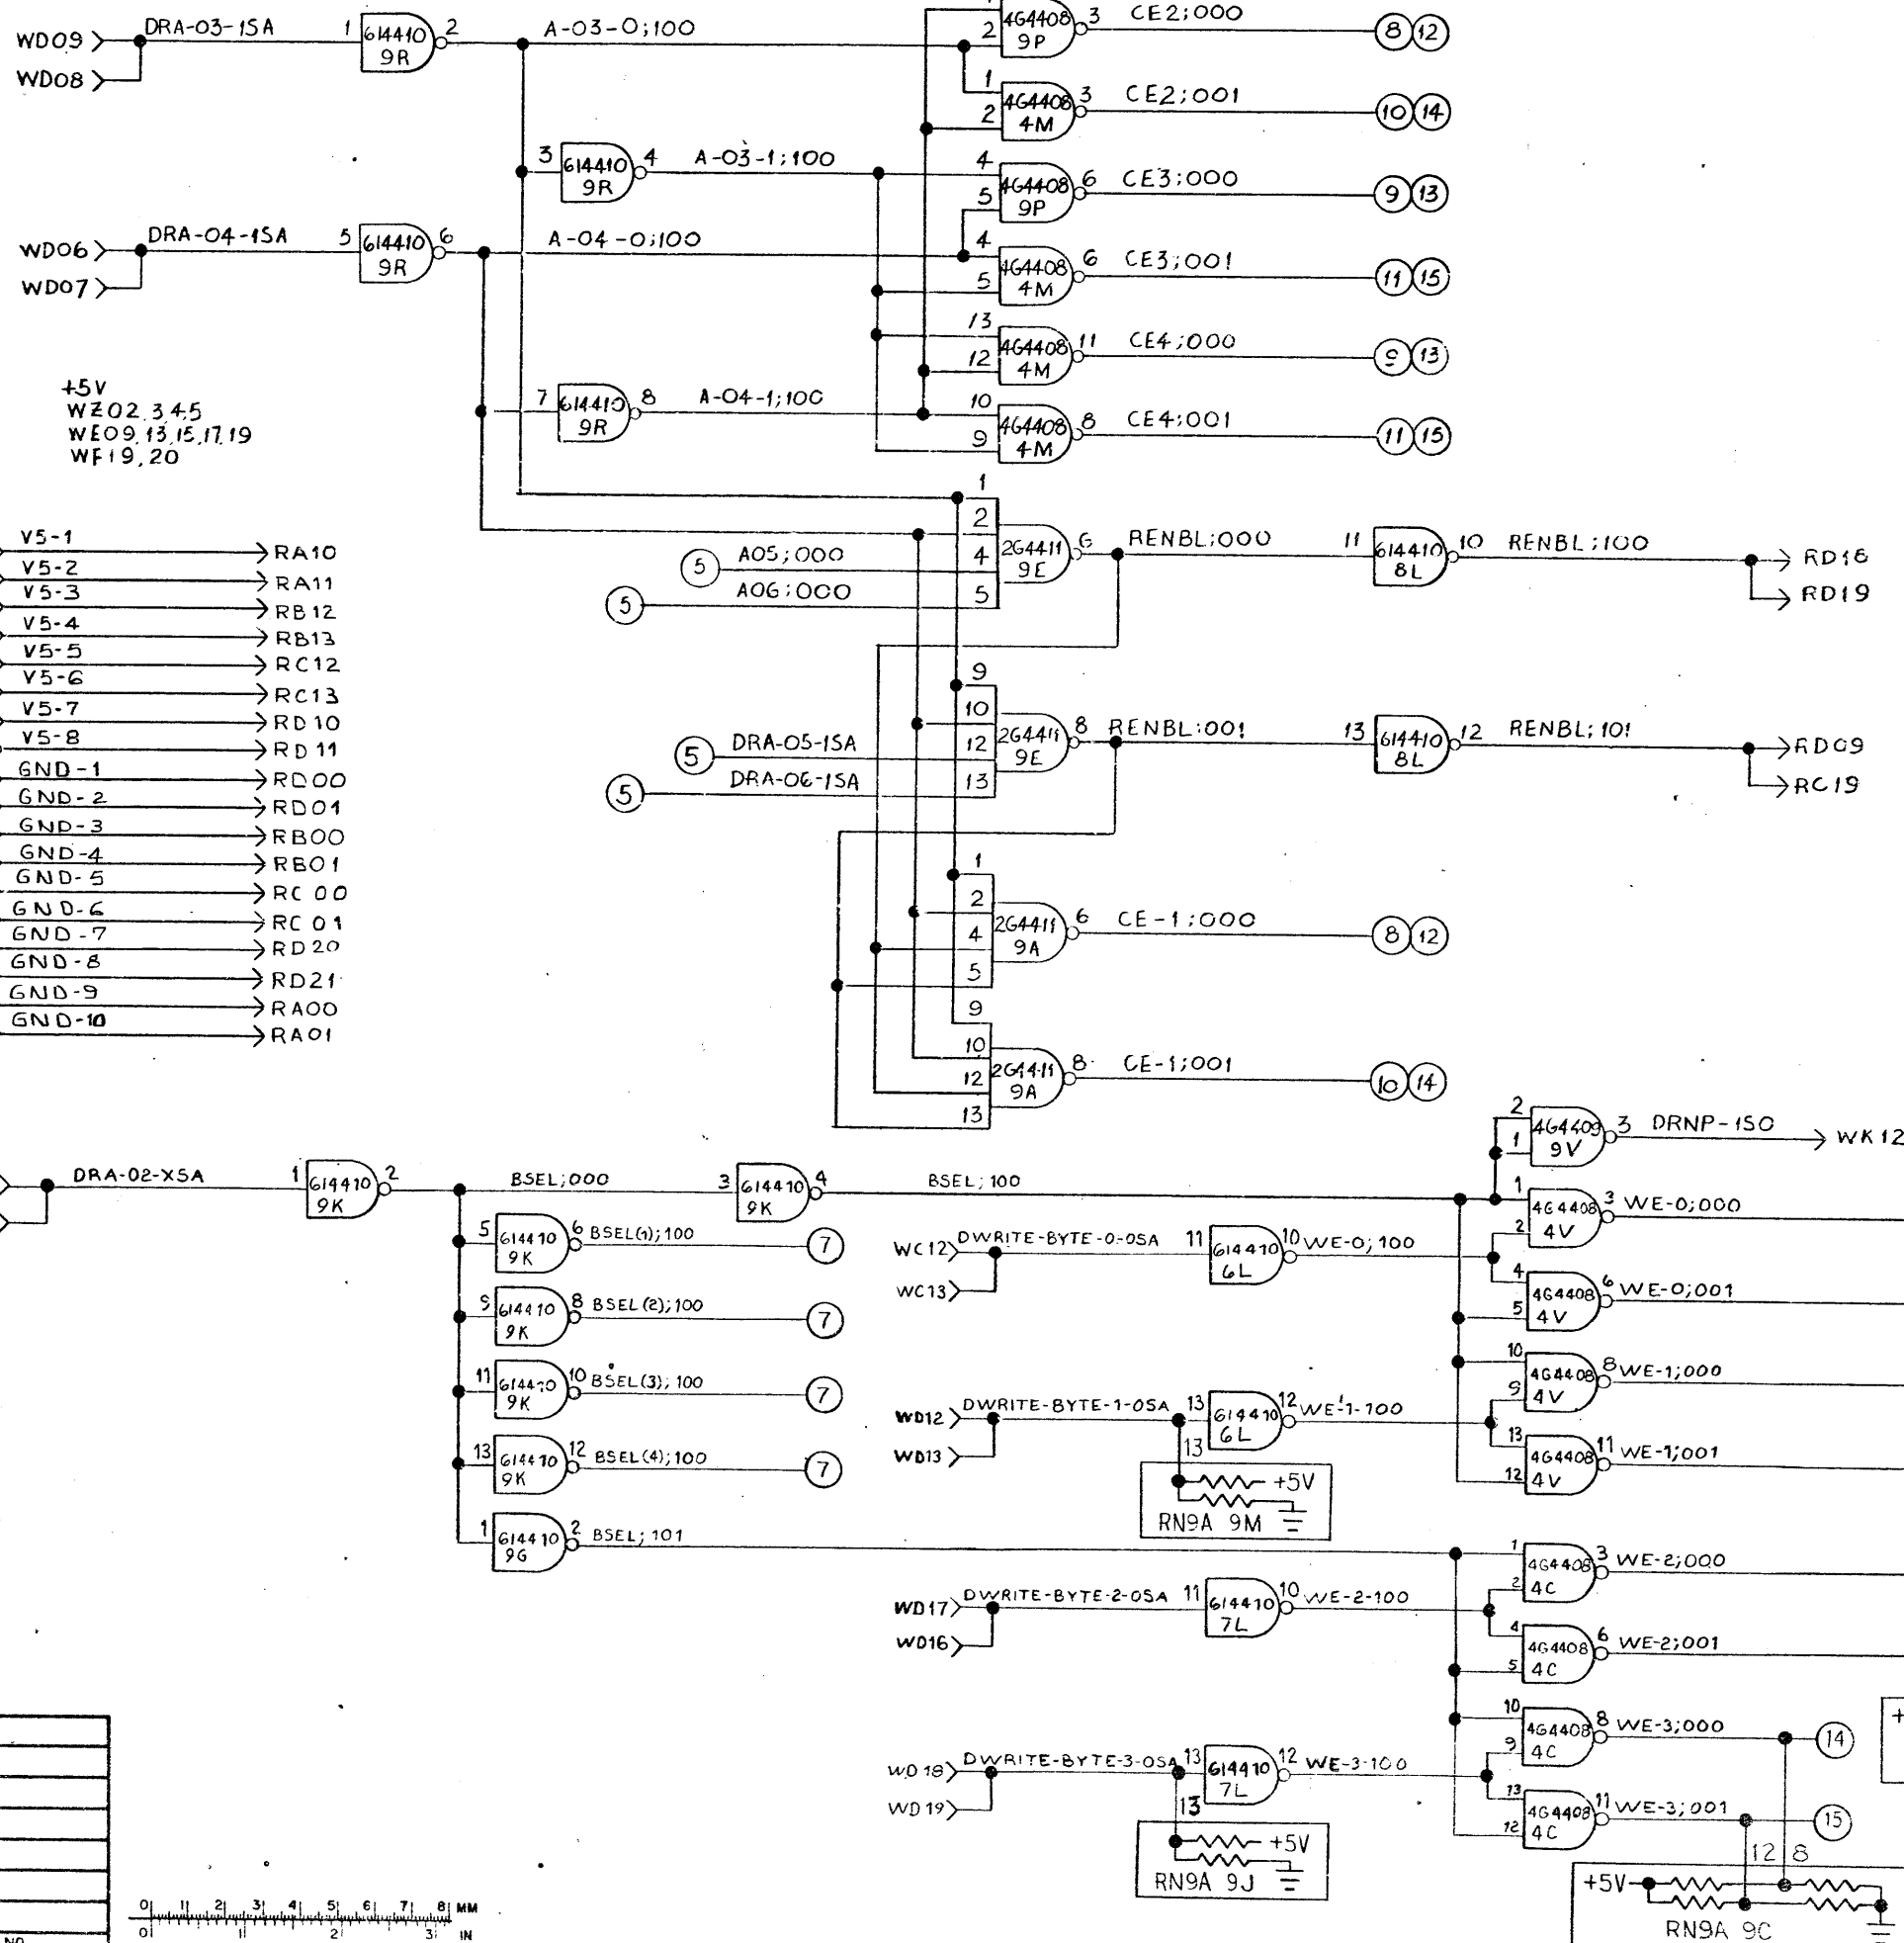 WD09
WD08
DRA-03-1SA
1
614410
9R
2
A-03-0;100
2
4G4408
9P
3
CE2;000
8 12
1
2
4G4408
4M
3
CE2;001
10 14
3
614410
9R
4
A-03-1;100
4
5
4G4408
9P
6
CE3;000
9 13
WD06
WD07
DRA-04-1SA
5
614410
9R
6
A-04-0;100
4
5
4G4408
4M
6
CE3;001
11 15
13
12
4G4408
4M
11
CE4;000
9 13
+5V
WZ02,3,4,5
WE09,13,15,17,19
WF19,20
7
614410
9R
8
A-04-1;100
10
9
4G4408
4M
8
CE4;001
11 15
1
2
4
5
5
A05;000
5
A06;000
2G4411
9E
6
RENBL;000
11
614410
8L
10
RENBL;100
RD18
RD19
V5-1 RA10
V5-2 RA11
V5-3 RB12
V5-4 RB13
V5-5 RC12
V5-6 RC13
V5-7 RD10
V5-8 RD11
GND-1 RD00
GND-2 RD01
GND-3 RB00
GND-4 RB01
GND-5 RC00
GND-6 RC01
GND-7 RD20
GND-8 RD21
GND-9 RA00
GND-10 RA01
9
10
12
13
5
DRA-05-1SA
5
DRA-06-1SA
2G4411
9E
8
RENBL:001
13
614410
8L
12
RENBL;101
RD09
RC19
1
2
4
5
2G4411
9A
6
CE-1;000
8 12
9
10
12
13
2G4411
9A
8
CE-1;001
10 14
DRA-02-XSA
1
614410
9K
2
BSEL;000
3
614410
9K
4
BSEL;100
2
1
4G4409
9V
3
DRNP-1SO
WK12
5
614410
9K
6
BSEL(1);100
7
9
614410
9K
8
BSEL(2);100
7
11
614410
9K
10
BSEL(3);100
7
13
614410
9K
12
BSEL(4);100
7
1
614410
9G
2
BSEL;101
WC12
WC13
DWRITE-BYTE-0-0SA
11
614410
6L
10
WE-0;100
1
2
4G4408
4V
3
WE-0;000
4
5
4G4408
4V
6
WE-0;001
WD12
WD13
DWRITE-BYTE-1-0SA
13
614410
6L
12
WE-1-100
10
9
4G4408
4V
8
WE-1;000
13
12
4G4408
4V
11
WE-1;001
13
+5V
RN9A 9M
WD17
WD16
DWRITE-BYTE-2-0SA
11
614410
7L
10
WE-2-100
1
2
4G4408
4C
3
WE-2;000
4
5
4G4408
4C
6
WE-2;001
WD18
WD19
DWRITE-BYTE-3-0SA
13
614410
7L
12
WE-3-100
10
9
4G4408
4C
8
WE-3;000
14
13
12
4G4408
4C
11
WE-3;001
15
13
+5V
RN9A 9J
12 8
+5V
RN9A 9C
0 1 2 3 4 5 6 7 8 MM
0 1 2 3 IN